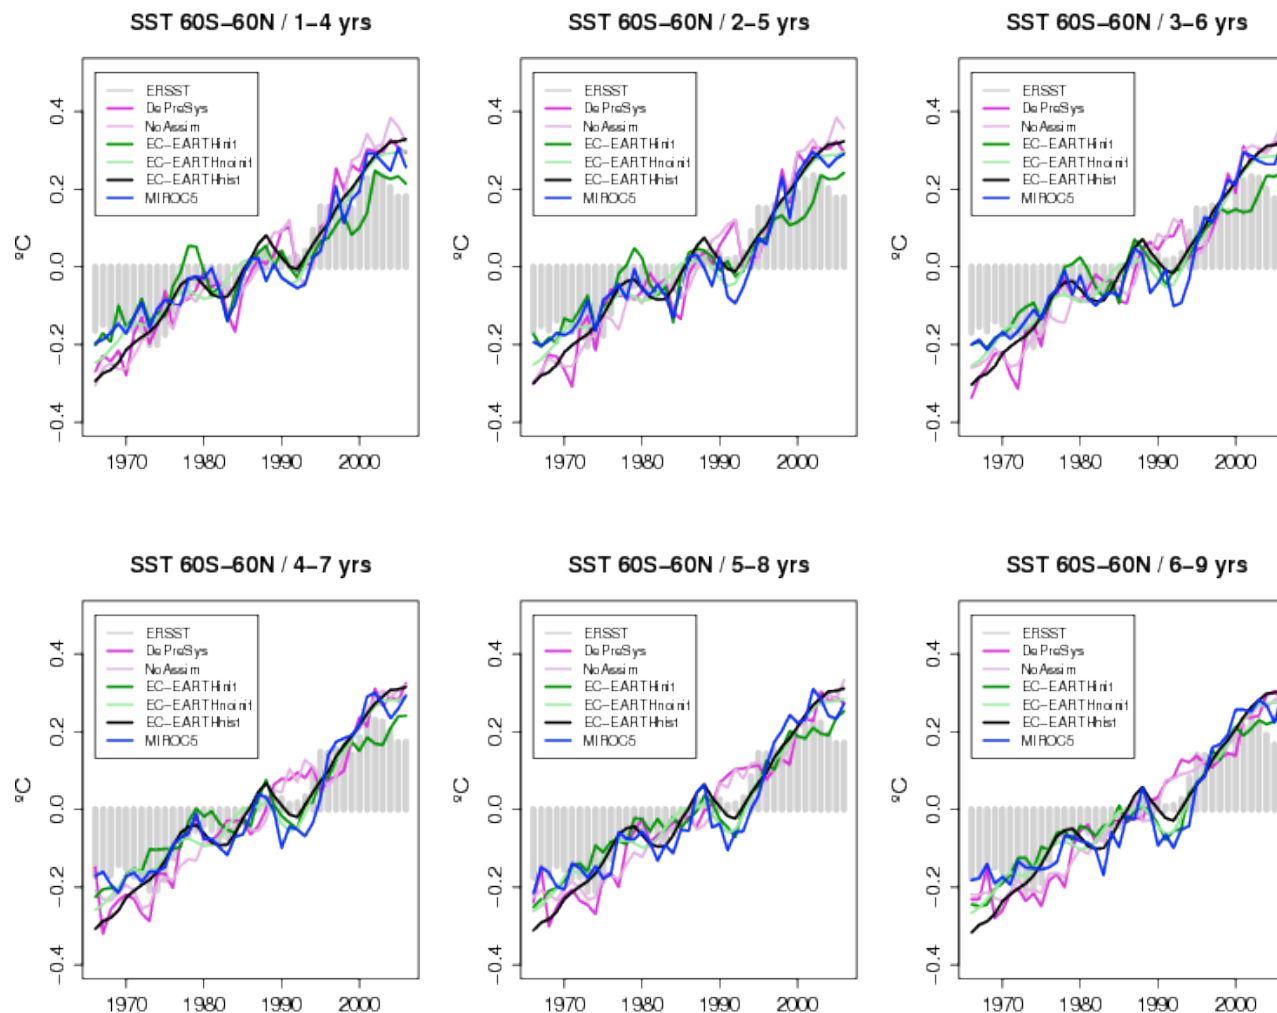 SST 60S−60N / 1−4 yrs
ºC
0.4
0.2
0.0
−0.2
−0.4
ERSST
DePreSys
NoAssim
EC−EARTHinit
EC−EARTHnoinit
EC−EARTHhist
MIROC5
1970 1980 1990 2000
SST 60S−60N / 2−5 yrs
ºC
0.4
0.2
0.0
−0.2
−0.4
ERSST
DePreSys
NoAssim
EC−EARTHinit
EC−EARTHnoinit
EC−EARTHhist
MIROC5
1970 1980 1990 2000
SST 60S−60N / 3−6 yrs
ºC
0.4
0.2
0.0
−0.2
−0.4
ERSST
DePreSys
NoAssim
EC−EARTHinit
EC−EARTHnoinit
EC−EARTHhist
MIROC5
1970 1980 1990 2000
SST 60S−60N / 4−7 yrs
ºC
0.4
0.2
0.0
−0.2
−0.4
ERSST
DePreSys
NoAssim
EC−EARTHinit
EC−EARTHnoinit
EC−EARTHhist
MIROC5
1970 1980 1990 2000
SST 60S−60N / 5−8 yrs
ºC
0.4
0.2
0.0
−0.2
−0.4
ERSST
DePreSys
NoAssim
EC−EARTHinit
EC−EARTHnoinit
EC−EARTHhist
MIROC5
1970 1980 1990 2000
SST 60S−60N / 6−9 yrs
ºC
0.4
0.2
0.0
−0.2
−0.4
ERSST
DePreSys
NoAssim
EC−EARTHinit
EC−EARTHnoinit
EC−EARTHhist
MIROC5
1970 1980 1990 2000